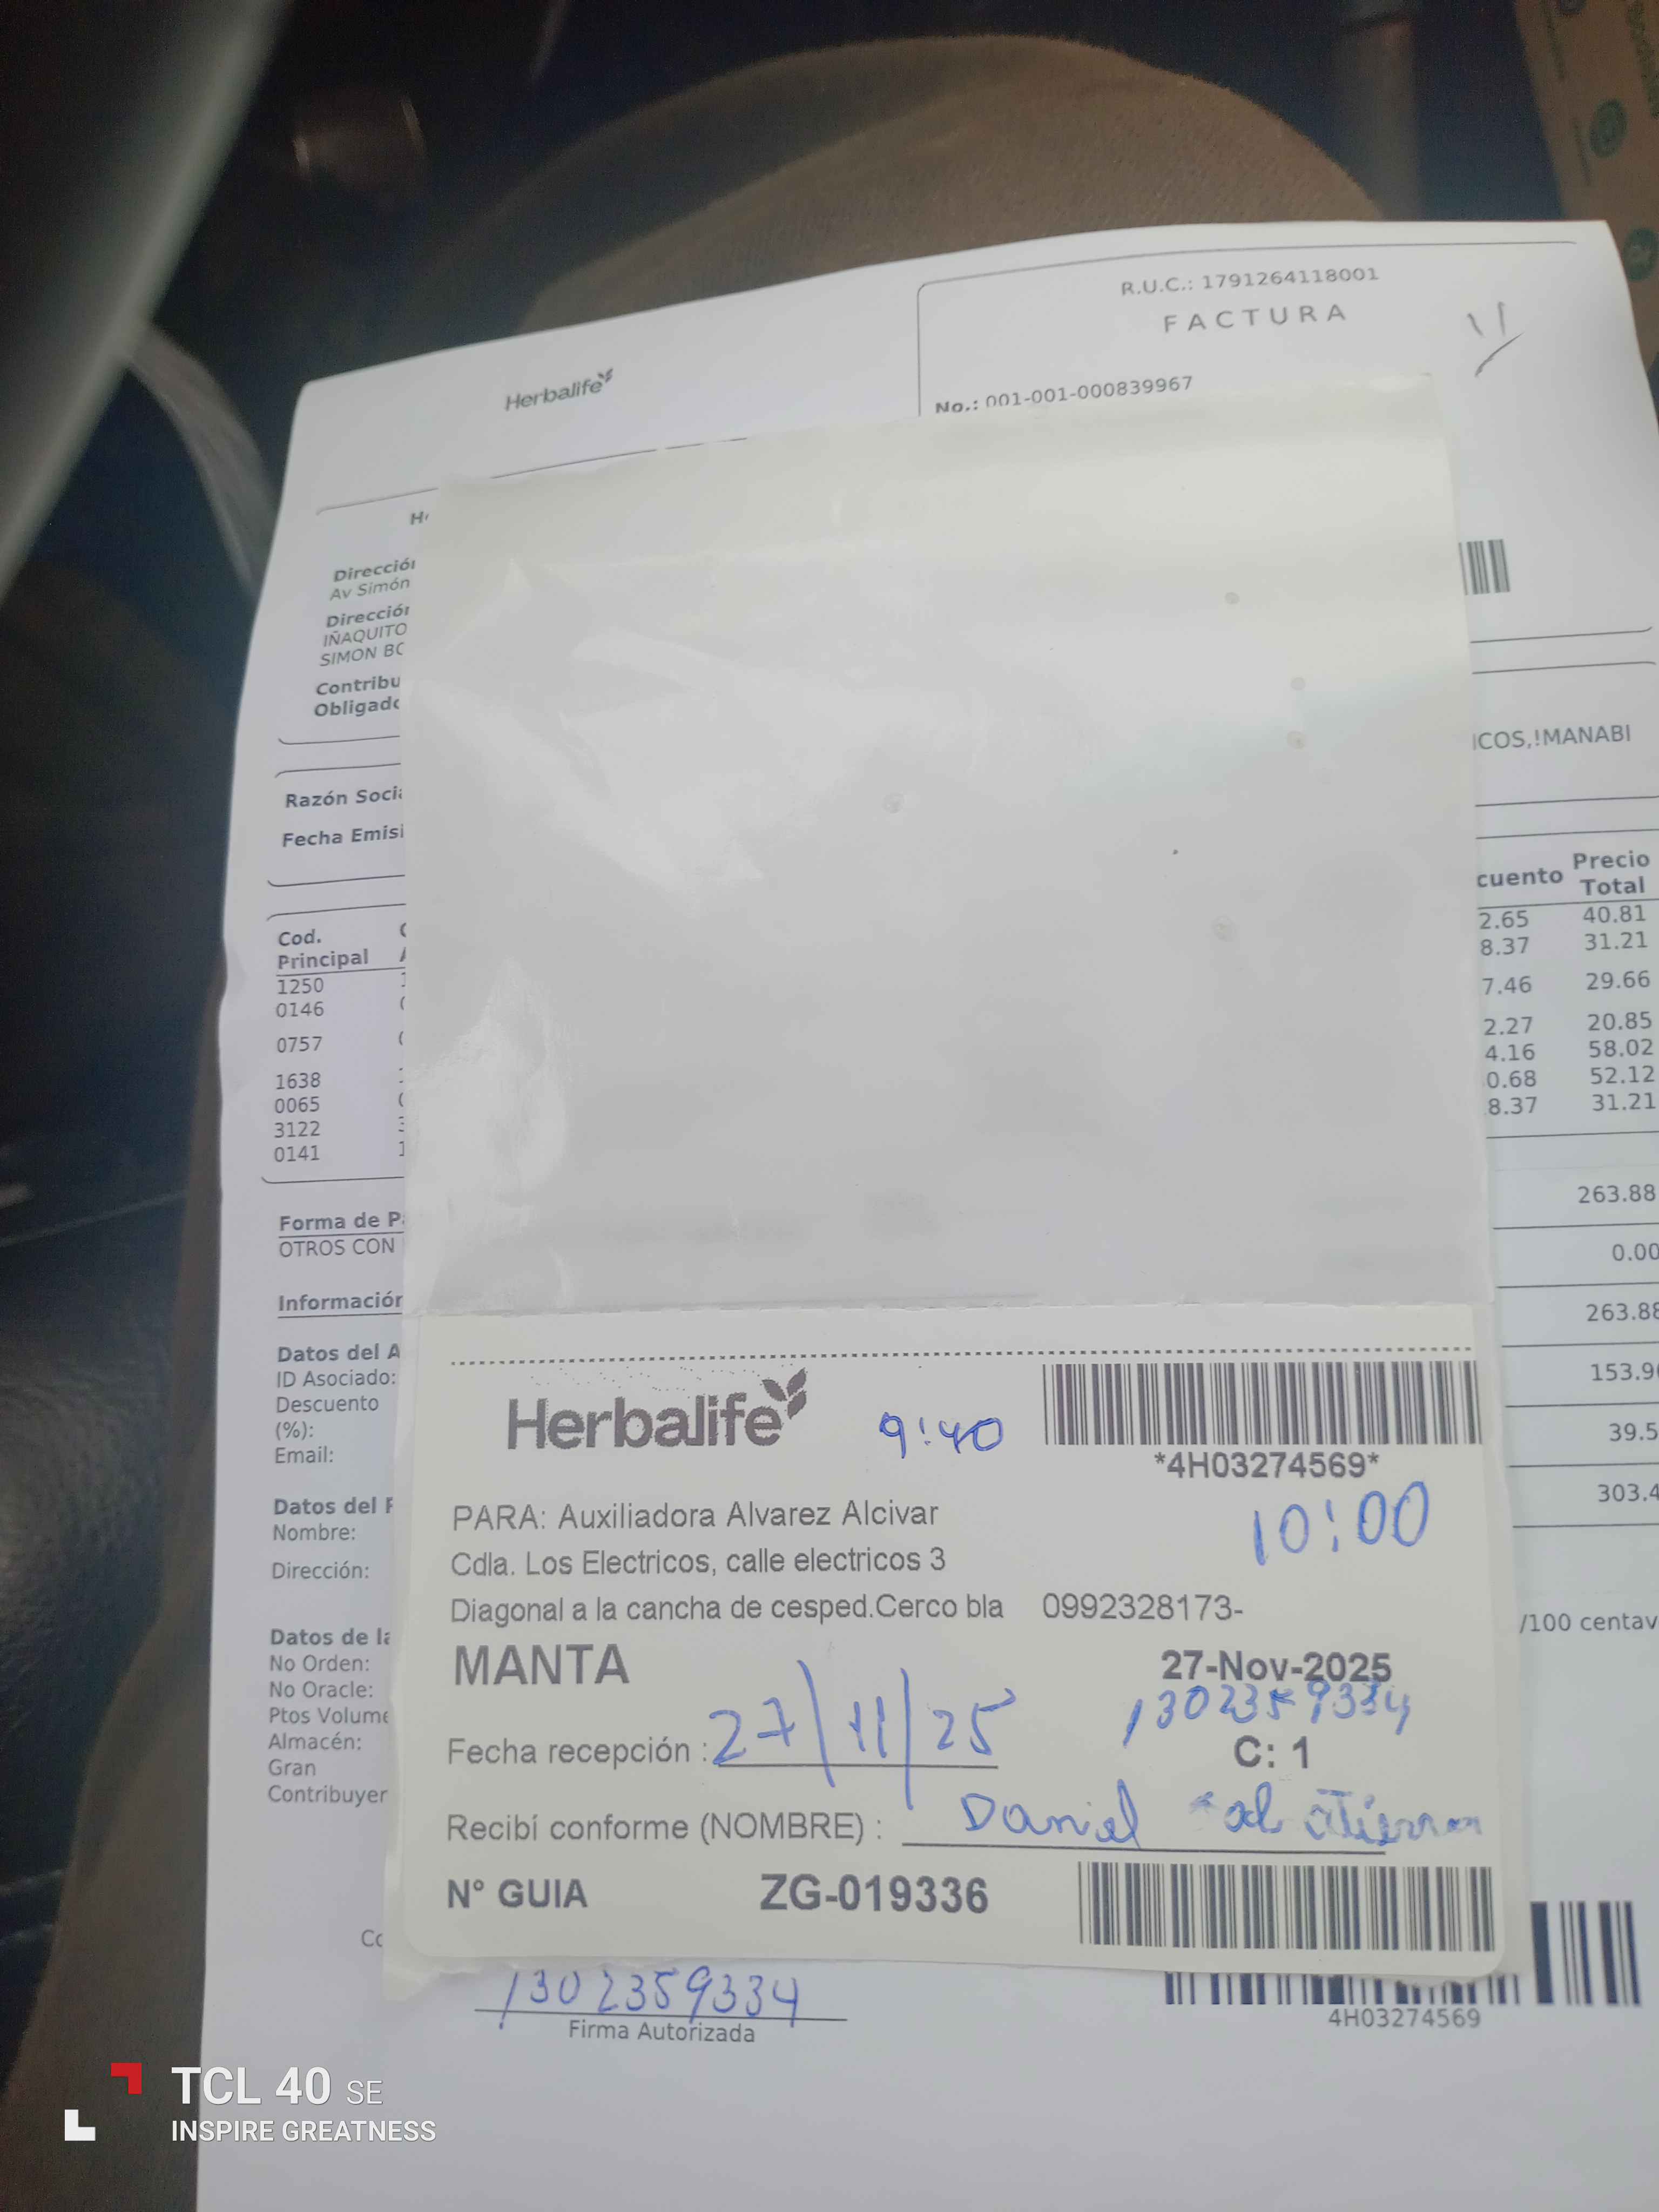 R.U.C.: 1791264118001
FACTURA
Herbalife
No.: 001-001-000839967
Dirección
Av Simón
Dirección
IÑAQUITO
SIMON BO
Contribu
Obligado
ICOS,!MANABI
Razón Soci
Fecha Emisi
cuento Precio
Total
Cod.
Principal
2.65 40.81
8.37 31.21
1250
0146
7.46 29.66
0757
2.27 20.85
1638
4.16 58.02
0065
0.68 52.12
3122
8.37 31.21
0141
263.88
Forma de P
OTROS CON
0.00
Información
263.88
Datos del A
ID Asociado:
153.9
Descuento
(%):
39.5
Email:
303.4
Datos del
Nombre:
Dirección:
/100 centav
Datos de la
No Orden:
No Oracle:
Ptos Volume
Almacén:
Gran
Contribuyer
Herbalife 9:40
*4H03274569*
PARA: Auxiliadora Alvarez Alcivar 10:00
Cdla. Los Electricos, calle electricos 3
Diagonal a la cancha de cesped.Cerco bla 0992328173-
MANTA 27-Nov-2025
1302359334
Fecha recepción : 27/11/25 C: 1
Recibí conforme (NOMBRE) : Daniel
N° GUIA ZG-019336
1302359334
Firma Autorizada
4H03274569
TCL 40 SE
INSPIRE GREATNESS